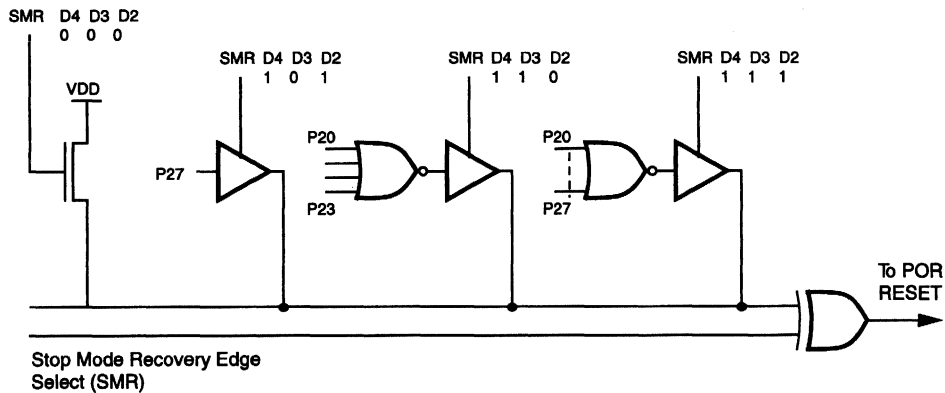 SMR D4 D3 D2
0 0 0
VDD
SMR D4 D3 D2
1 0 1
P27
SMR D4 D3 D2
1 1 0
P20
P23
SMR D4 D3 D2
1 1 1
P20
P27
To POR
RESET
Stop Mode Recovery Edge
Select (SMR)